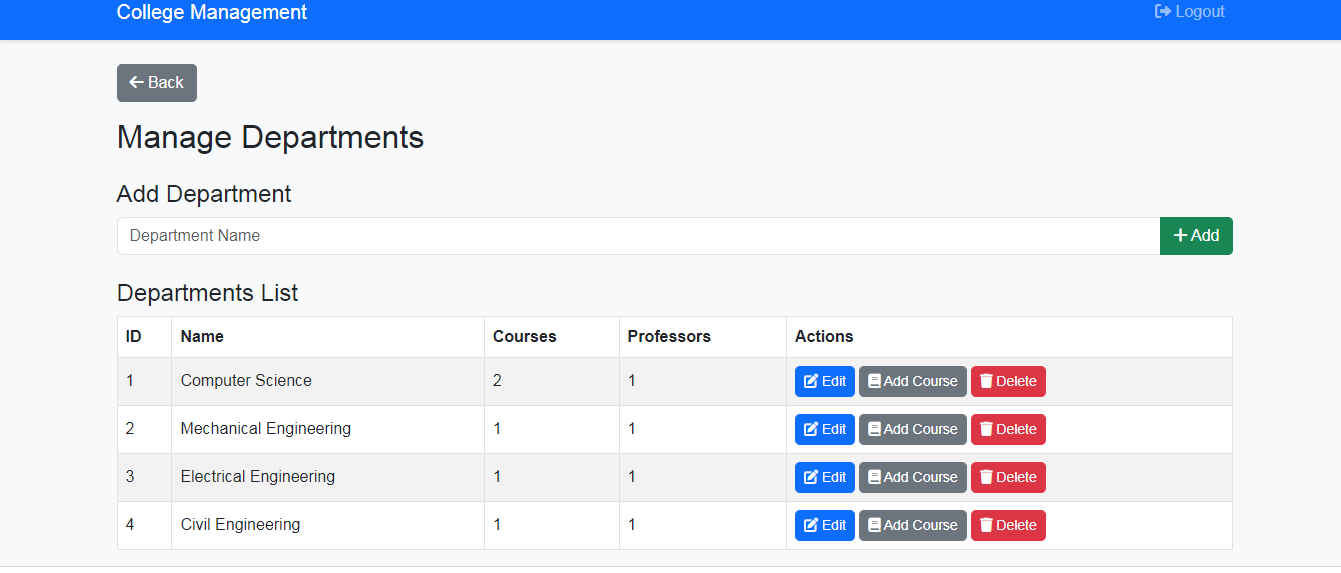 College Management Logout
Back
Manage Departments
Add Department
Department Name Add
Departments List
ID Name Courses Professors Actions
1 Computer Science 2 1 Edit Add Course Delete
2 Mechanical Engineering 1 1 Edit Add Course Delete
3 Electrical Engineering 1 1 Edit Add Course Delete
4 Civil Engineering 1 1 Edit Add Course Delete